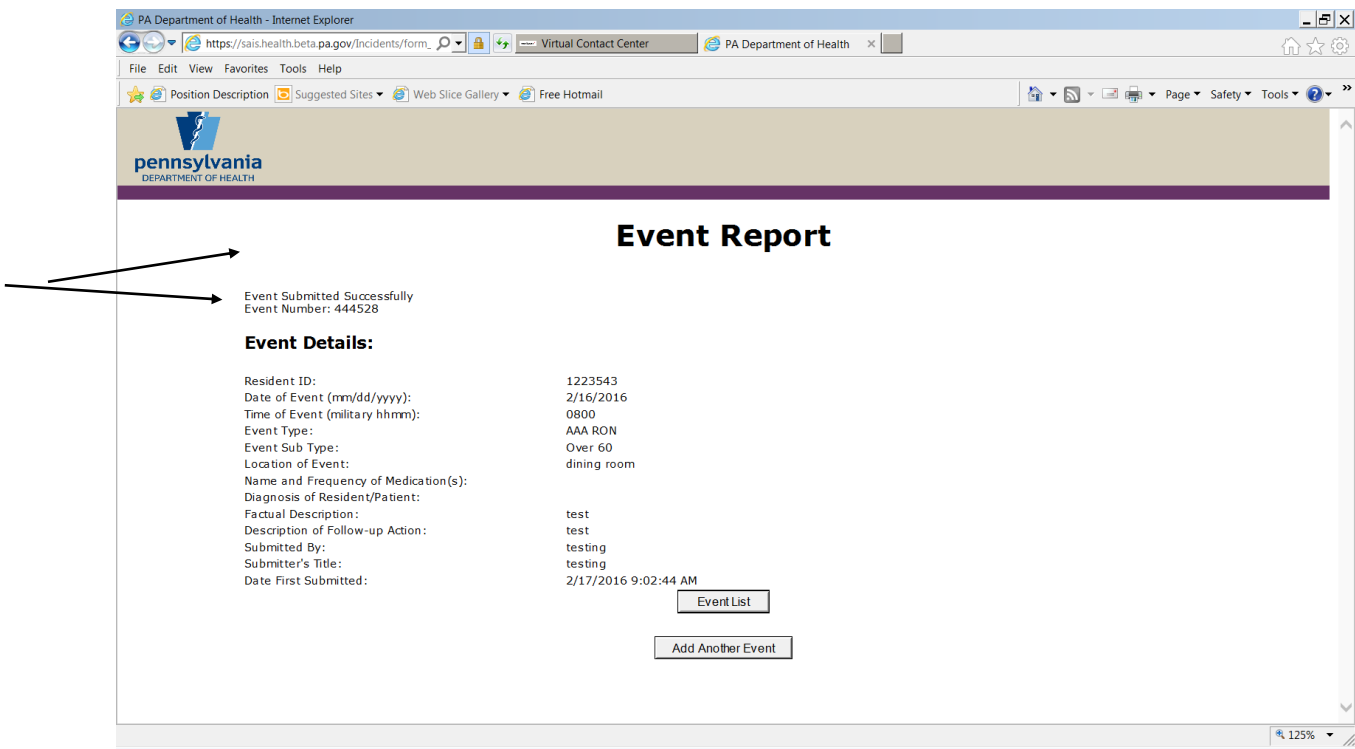 PA Department of Health - Internet Explorer
https://sais.health.beta.pa.gov/Incidents/form_
Virtual Contact Center
PA Department of Health
File Edit View Favorites Tools Help
Position Description Suggested Sites Web Slice Gallery Free Hotmail Page Safety Tools
pennsylvania
DEPARTMENT OF HEALTH
Event Report
Event Submitted Successfully
Event Number: 444528
Event Details:
Resident ID: 1223543
Date of Event (mm/dd/yyyy): 2/16/2016
Time of Event (military hhmm): 0800
Event Type: AAA RON
Event Sub Type: Over 60
Location of Event: dining room
Name and Frequency of Medication(s):
Diagnosis of Resident/Patient:
Factual Description: test
Description of Follow-up Action: test
Submitted By: testing
Submitter's Title: testing
Date First Submitted: 2/17/2016 9:02:44 AM
Event List
Add Another Event
125%